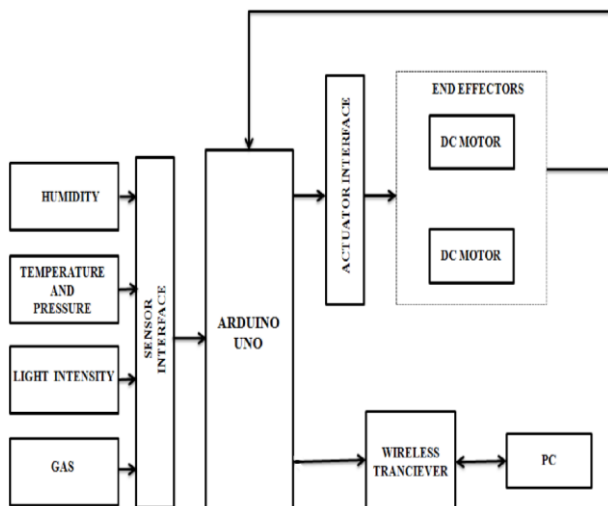 HUMIDITY
TEMPERATURE
AND
PRESSURE
LIGHT INTENSITY
GAS
SENSOR
INTERFACE
ARDUINO
UNO
ACTUATOR INTERFACE
END EFFECTORS
DC MOTOR
DC MOTOR
WIRELESS
TRANCIEVER
PC